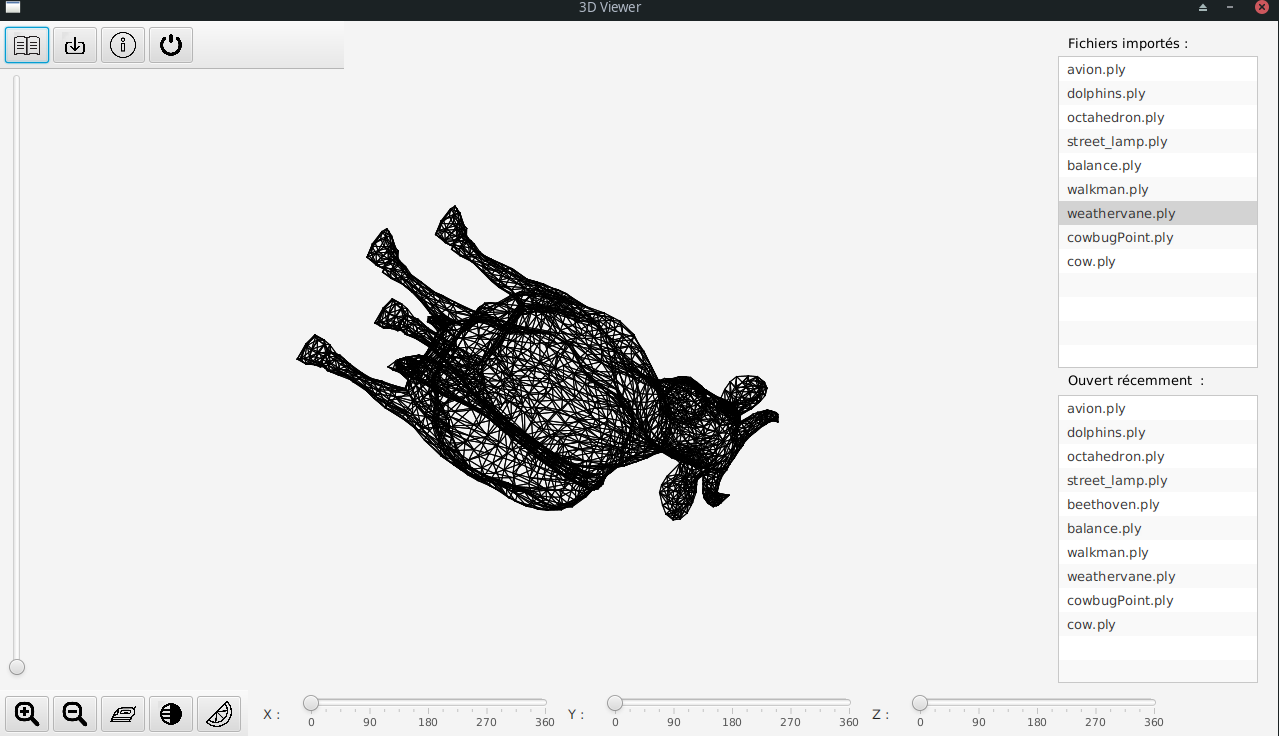 3D Viewer
Fichiers importés :
avion.ply
dolphins.ply
octahedron.ply
street_lamp.ply
balance.ply
walkman.ply
weathervane.ply
cowbugPoint.ply
cow.ply
Ouvert récemment :
avion.ply
dolphins.ply
octahedron.ply
street_lamp.ply
beethoven.ply
balance.ply
walkman.ply
weathervane.ply
cowbugPoint.ply
cow.ply
X : 0 90 180 270 360
Y : 0 90 180 270 360
Z : 0 90 180 270 360